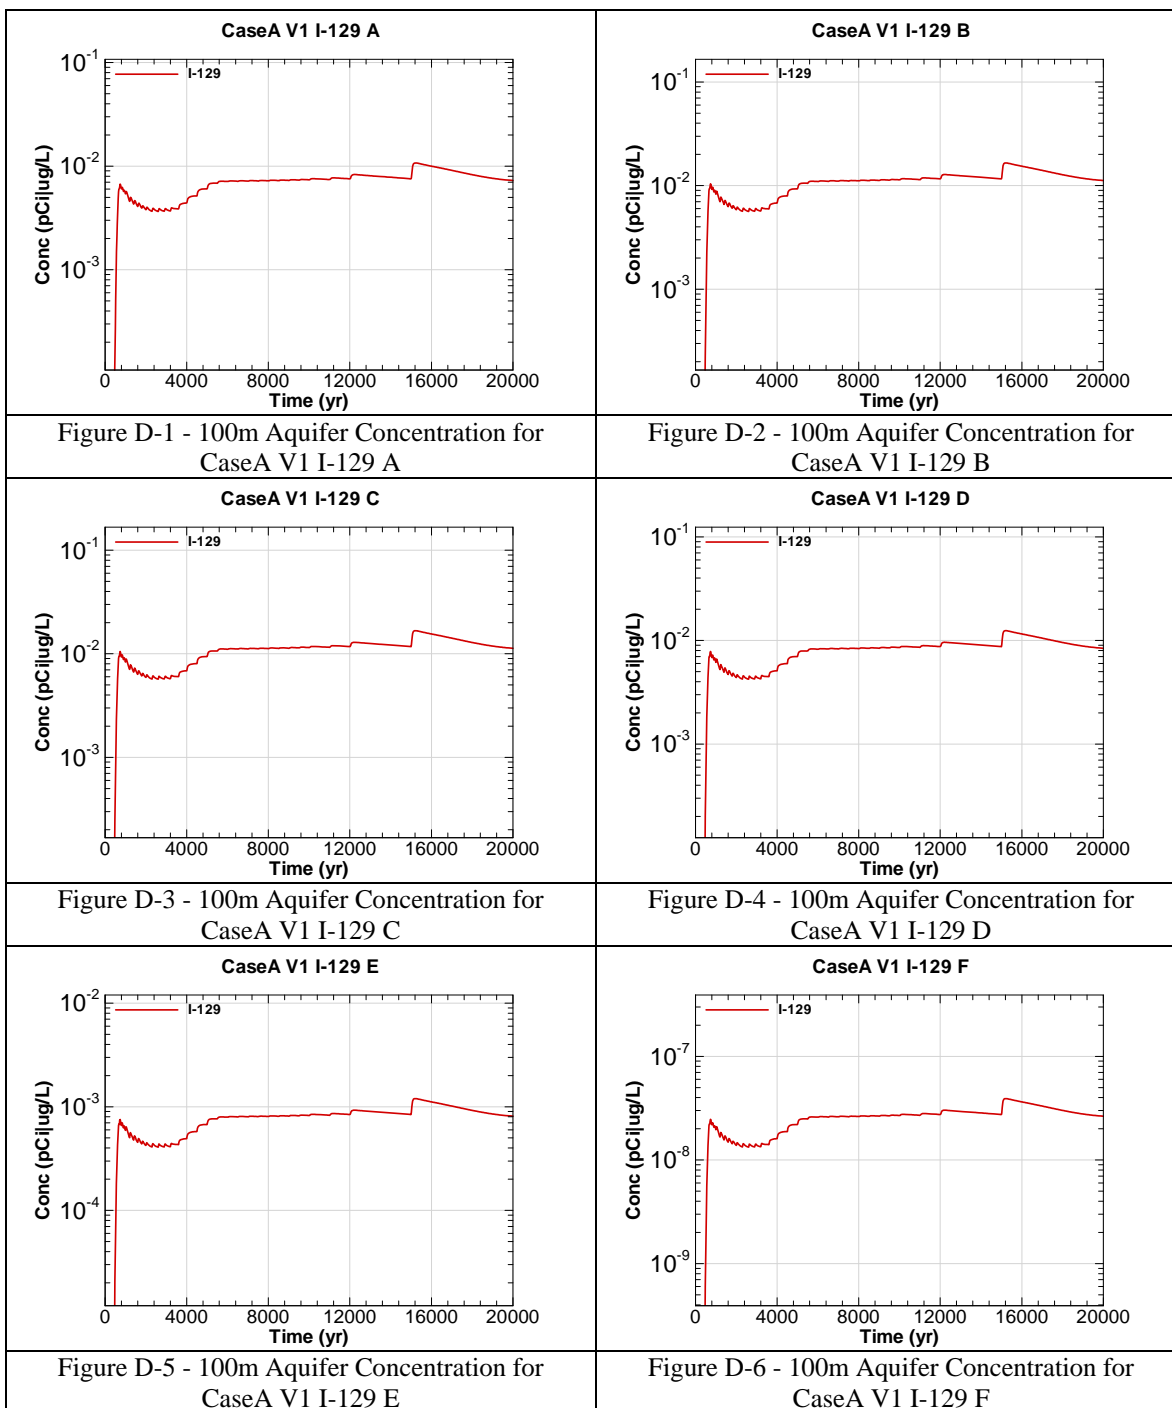 CaseA V1 I-129 A
I-129
Conc (pCi|ug/L)
10-1
10-2
10-3
0 4000 8000 12000 16000 20000
Time (yr)
Figure D-1 - 100m Aquifer Concentration for
CaseA V1 I-129 A
CaseA V1 I-129 B
I-129
Conc (pCi|ug/L)
10-1
10-2
10-3
0 4000 8000 12000 16000 20000
Time (yr)
Figure D-2 - 100m Aquifer Concentration for
CaseA V1 I-129 B
CaseA V1 I-129 C
I-129
Conc (pCi|ug/L)
10-1
10-2
10-3
0 4000 8000 12000 16000 20000
Time (yr)
Figure D-3 - 100m Aquifer Concentration for
CaseA V1 I-129 C
CaseA V1 I-129 D
I-129
Conc (pCi|ug/L)
10-1
10-2
10-3
0 4000 8000 12000 16000 20000
Time (yr)
Figure D-4 - 100m Aquifer Concentration for
CaseA V1 I-129 D
CaseA V1 I-129 E
I-129
Conc (pCi|ug/L)
10-2
10-3
10-4
0 4000 8000 12000 16000 20000
Time (yr)
Figure D-5 - 100m Aquifer Concentration for
CaseA V1 I-129 E
CaseA V1 I-129 F
I-129
Conc (pCi|ug/L)
10-7
10-8
10-9
0 4000 8000 12000 16000 20000
Time (yr)
Figure D-6 - 100m Aquifer Concentration for
CaseA V1 I-129 F